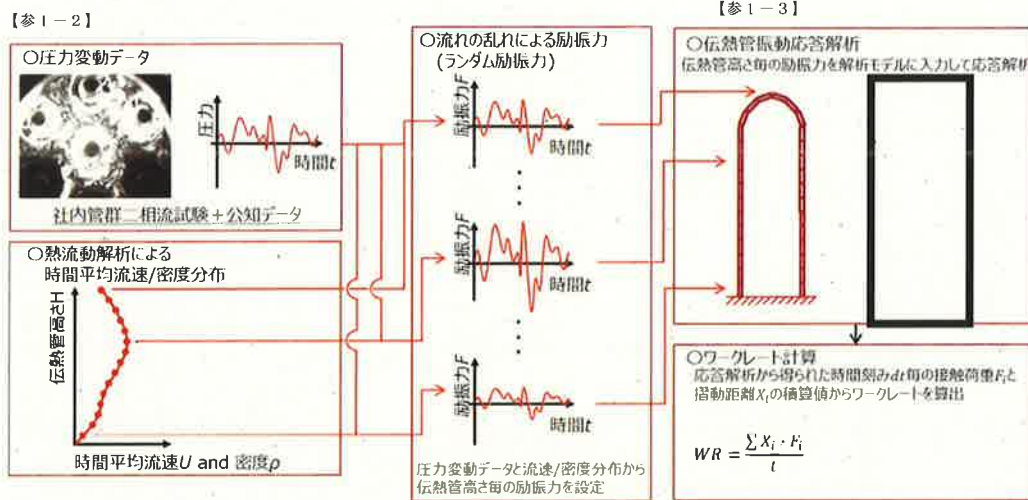 【参１－２】
【参１－３】
〇圧力変動データ
圧力
時間t
社内管群二相流試験＋公知データ
〇熱流動解析による
時間平均流速/密度分布
伝熱管高さH
時間平均流速U and 密度ρ
〇流れの乱れによる励振力
(ランダム励振力)
励振力F
時間t
励振力F
時間t
励振力F
時間t
圧力変動データと流速/密度分布から
伝熱管高さ毎の励振力を設定
〇伝熱管振動応答解析
伝熱管高さ毎の励振力を解析モデルに入力して応答解析
〇ワークレート計算
応答解析から得られた時間刻みdt毎の接触荷重Fᵢと
摺動距離Xᵢの積算値からワークレートを算出
WR = ∑ Xᵢ · Fᵢ / t